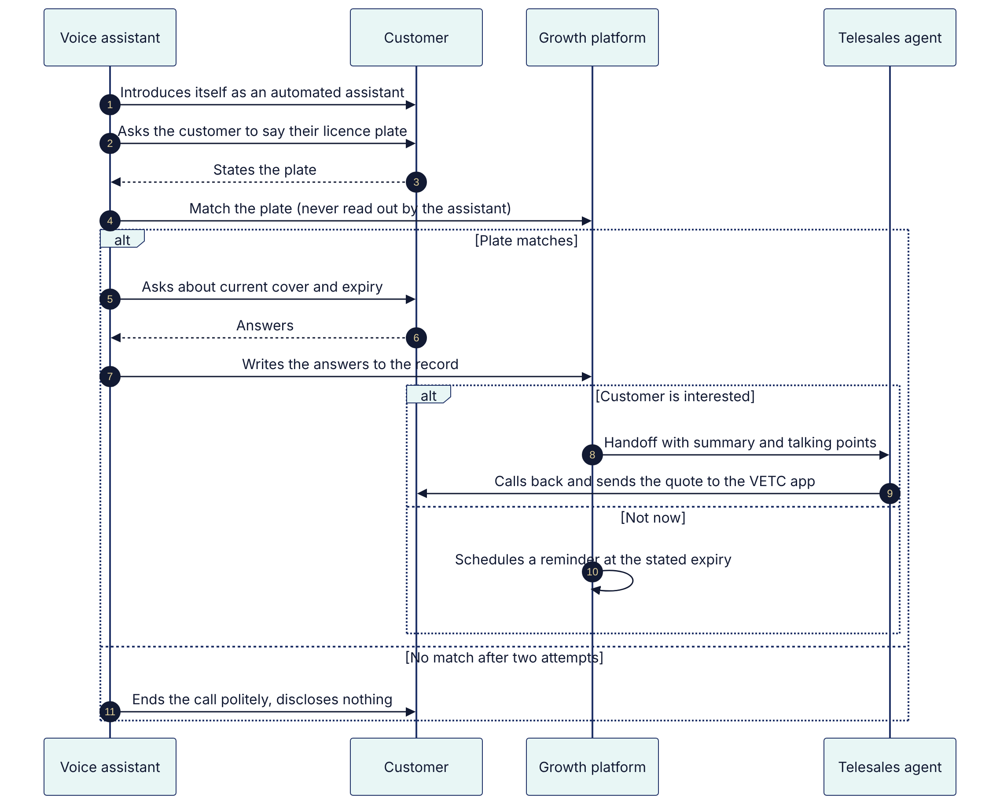 Voice assistant
Customer
Growth platform
Telesales agent
Introduces itself as an automated assistant
1
Asks the customer to say their licence plate
2
States the plate
3
Match the plate (never read out by the assistant)
4
alt
[Plate matches]
Asks about current cover and expiry
5
Answers
6
Writes the answers to the record
7
alt
[Customer is interested]
Handoff with summary and talking points
8
Calls back and sends the quote to the VETC app
9
[Not now]
Schedules a reminder at the stated expiry
10
[No match after two attempts]
Ends the call politely, discloses nothing
11
Voice assistant
Customer
Growth platform
Telesales agent